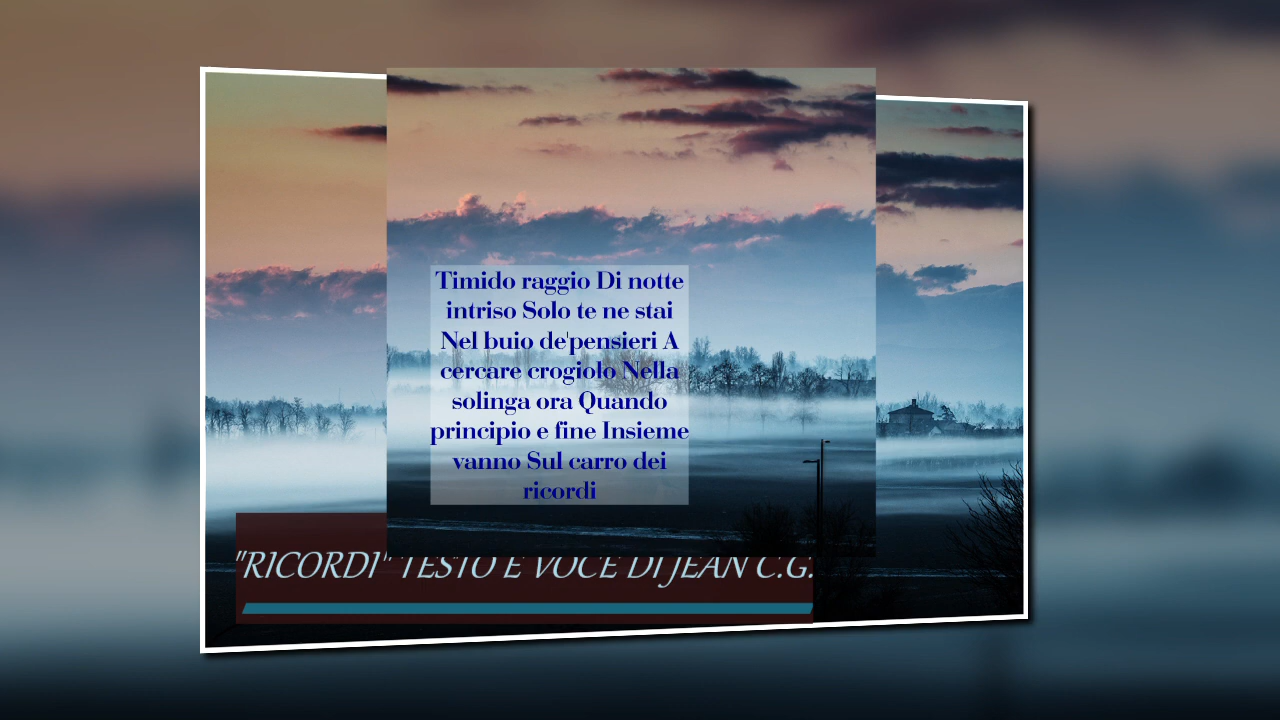 Timido raggio Di notte
intriso Solo te ne stai
Nel buio de'pensieri A
cercare crogiolo Nella
solinga ora Quando
principio e fine Insieme
vanno Sul carro dei
ricordi
"RICORDI" TESTO E VOCE DI JEAN C.G.